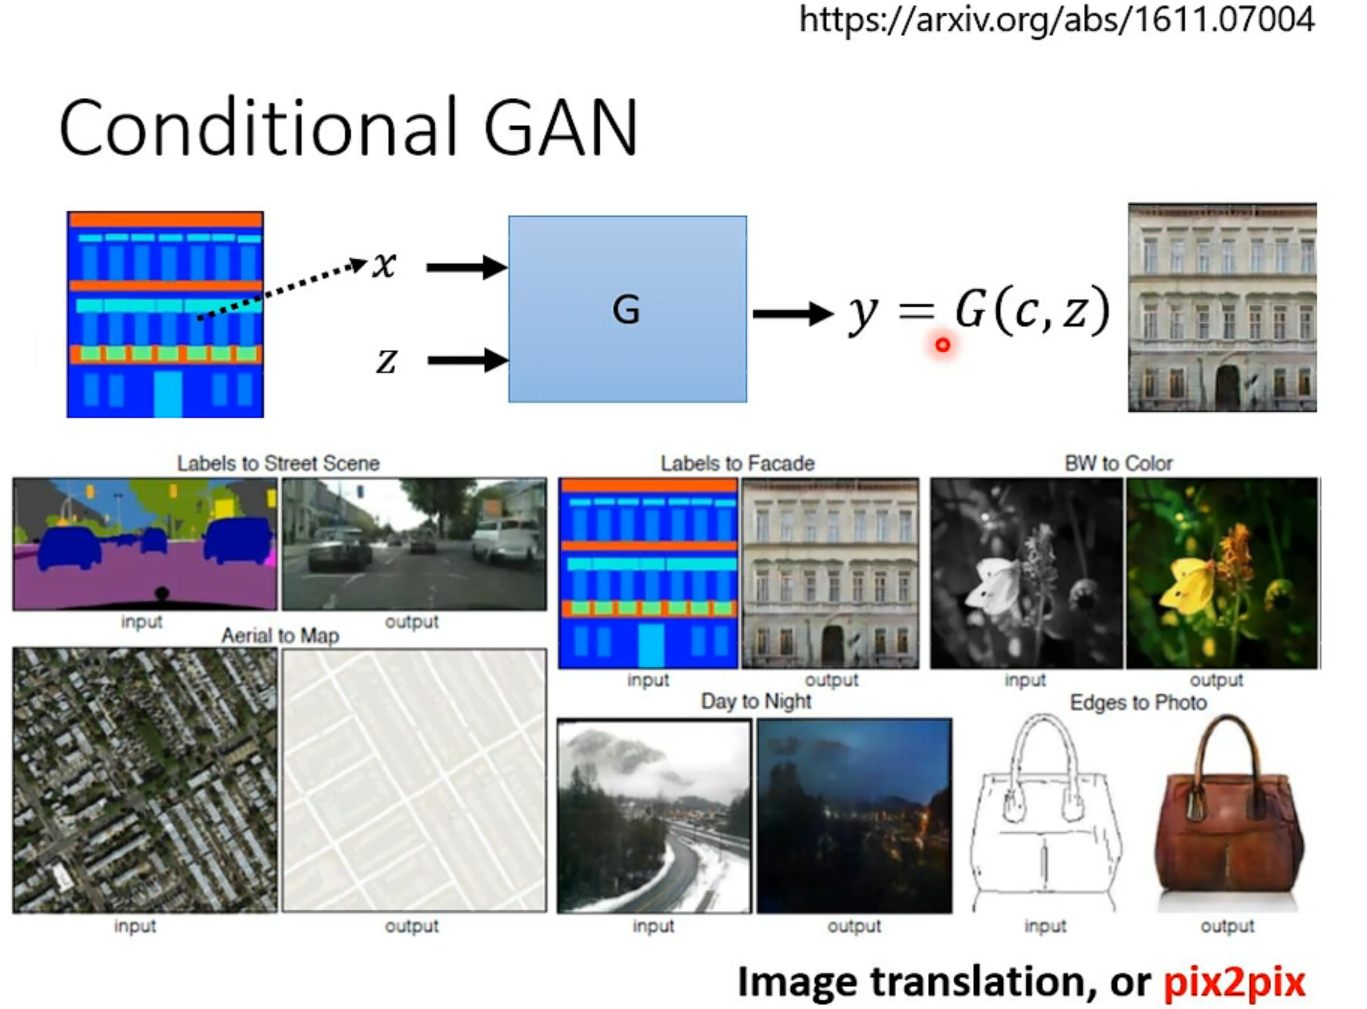 https://arxiv.org/abs/1611.07004
Conditional GAN
x
G
y = G(c, z)
z
Labels to Street Scene
input
output
Aerial to Map
input
output
Labels to Facade
input
output
BW to Color
input
output
Day to Night
input
output
Edges to Photo
input
output
Image translation, or pix2pix